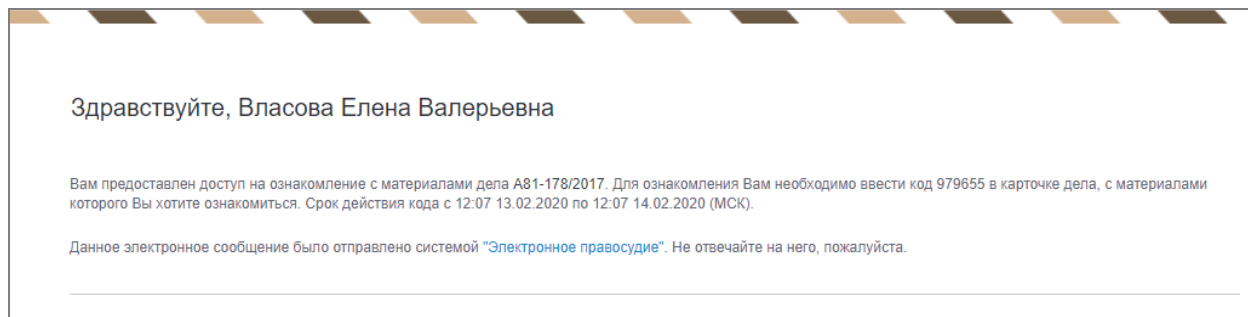 Здравствуйте, Власова Елена Валерьевна
Вам предоставлен доступ на ознакомление с материалами дела А81-178/2017. Для ознакомления Вам необходимо ввести код 979655 в карточке дела, с материалами
которого Вы хотите ознакомиться. Срок действия кода с 12:07 13.02.2020 по 12:07 14.02.2020 (МСК).
Данное электронное сообщение было отправлено системой "Электронное правосудие". Не отвечайте на него, пожалуйста.